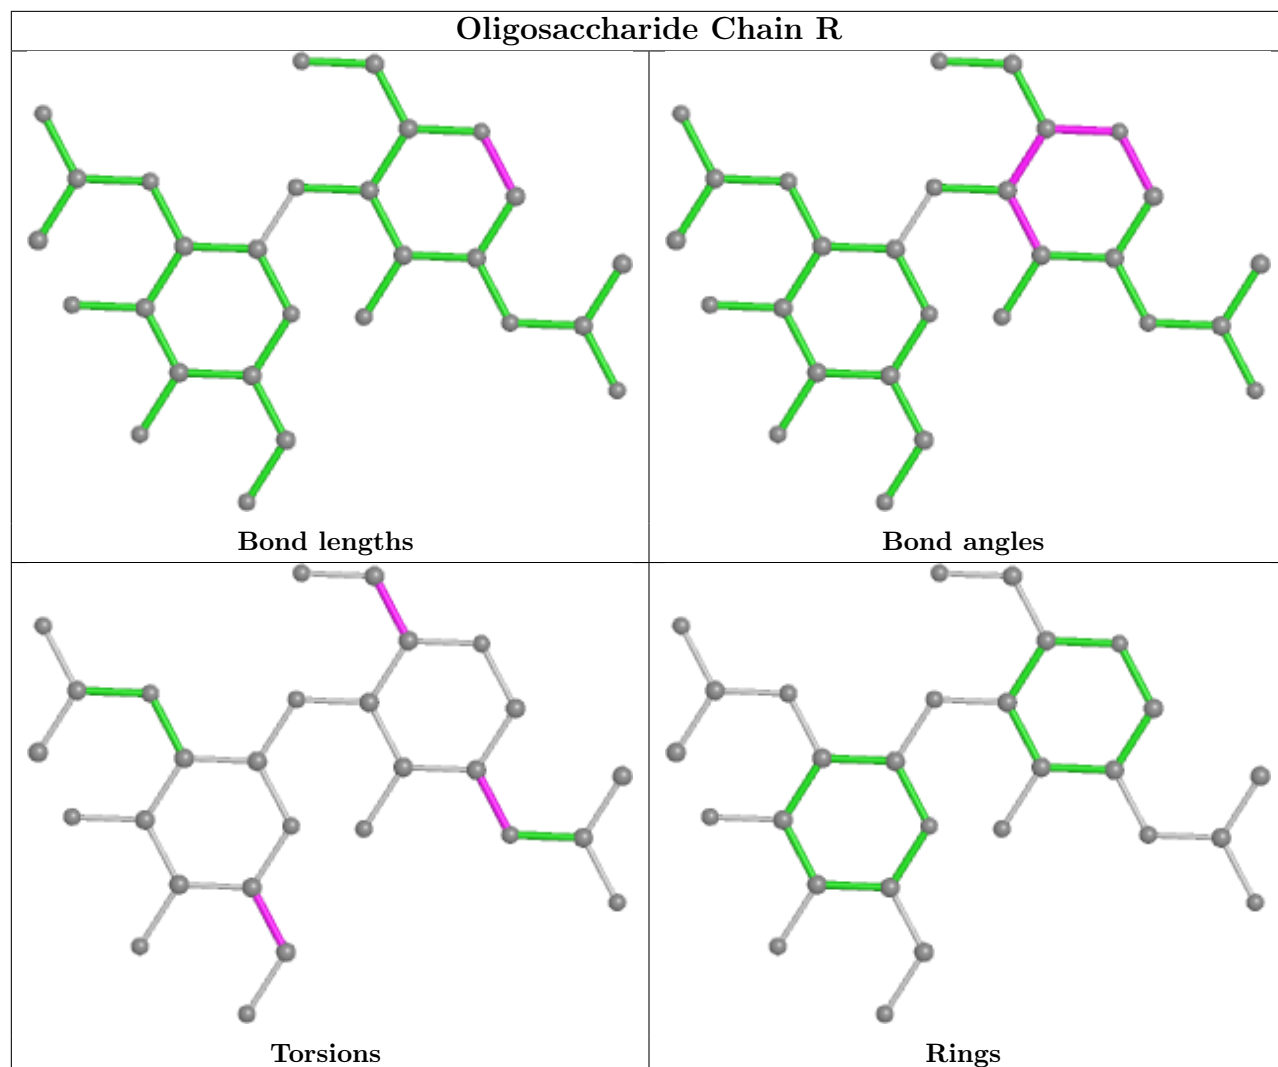 Oligosaccharide Chain R
Bond lengths
Bond angles
Torsions
Rings